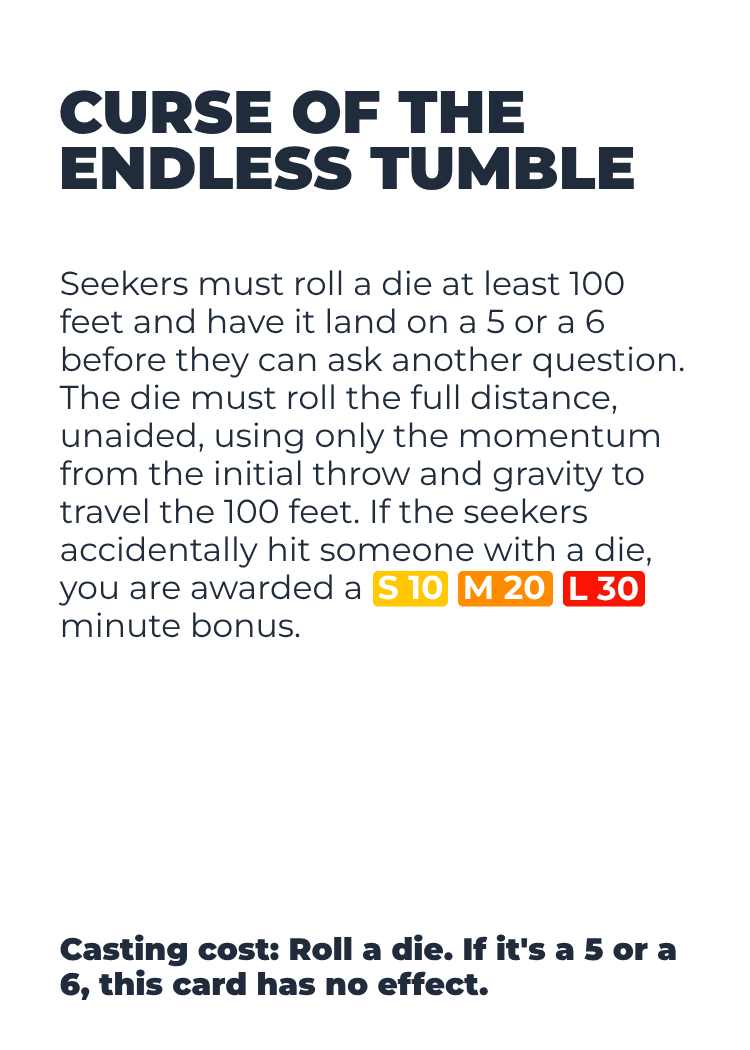 CURSE OF THE
ENDLESS TUMBLE
Seekers must roll a die at least 100
feet and have it land on a 5 or a 6
before they can ask another question.
The die must roll the full distance,
unaided, using only the momentum
from the initial throw and gravity to
travel the 100 feet. If the seekers
accidentally hit someone with a die,
you are awarded a S 10 M 20 L 30
minute bonus.
Casting cost: Roll a die. If it's a 5 or a
6, this card has no effect.